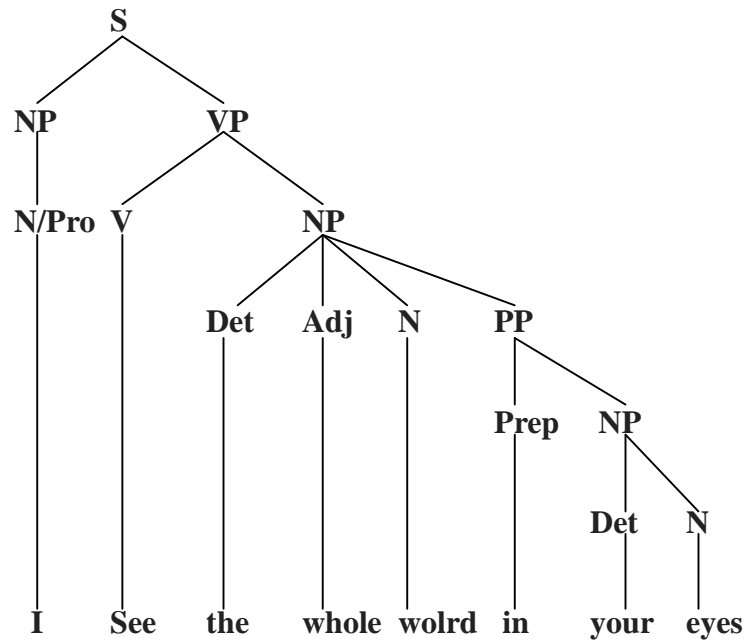 S
NP VP
N/Pro V NP
Det Adj N PP
Prep NP
Det N
I See the whole wolrd in your eyes